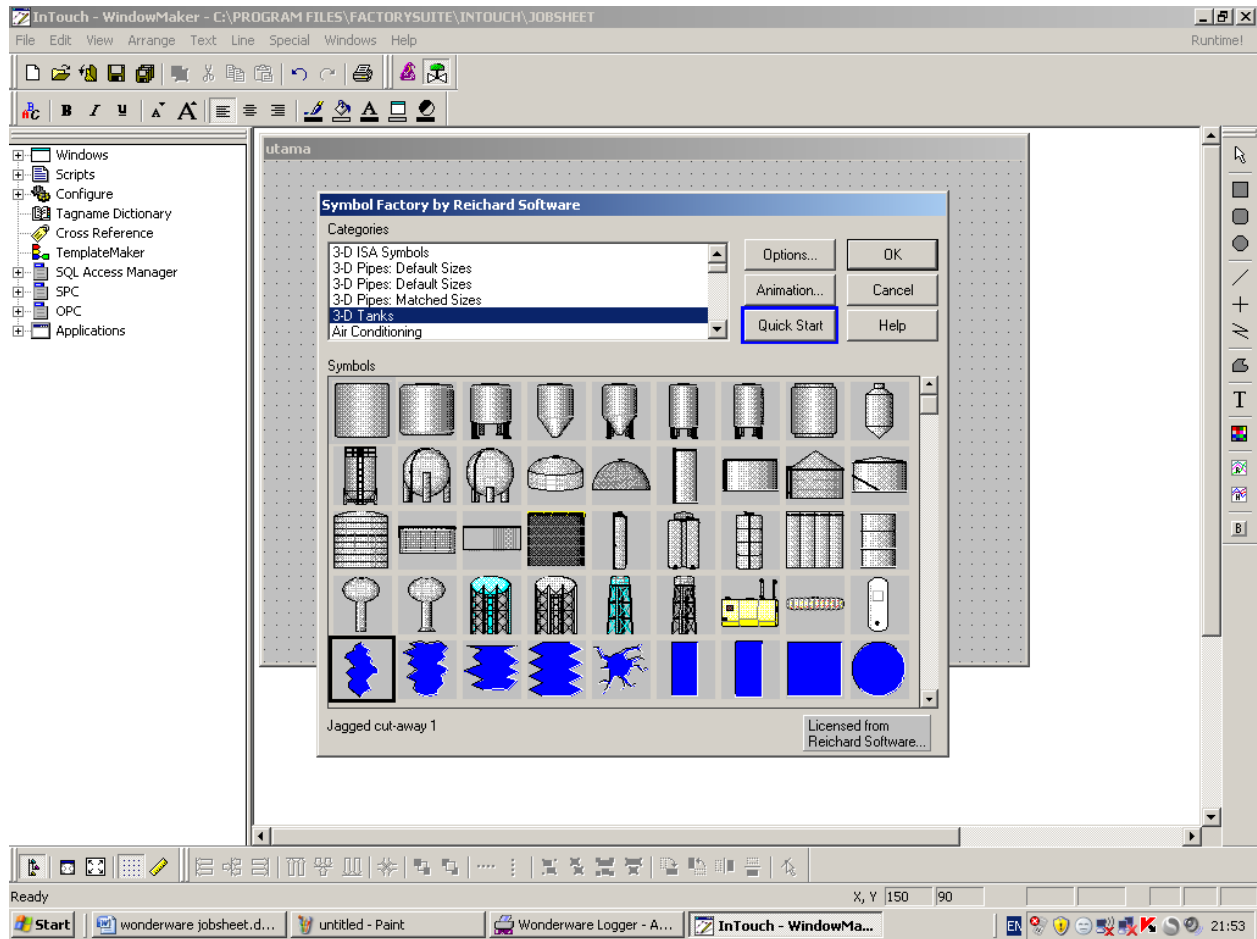 InTouch - WindowMaker - C:\PROGRAM FILES\FACTORYSUITE\INTOUCH\JOBSHEET
File Edit View Arrange Text Line Special Windows Help Runtime!
Windows
Scripts
Configure
Tagname Dictionary
Cross Reference
TemplateMaker
SQL Access Manager
SPC
OPC
Applications
utama
Symbol Factory by Reichard Software
Categories
3-D ISA Symbols
3-D Pipes: Default Sizes
3-D Pipes: Default Sizes
3-D Pipes: Matched Sizes
3-D Tanks
Air Conditioning
Options...
OK
Animation...
Cancel
Quick Start
Help
Symbols
Jagged cut-away 1
Licensed from
Reichard Software...
Ready
X, Y 150 90
Start
wonderware jobsheet.d...
untitled - Paint
Wonderware Logger - A...
InTouch - WindowMa...
EN
21:53